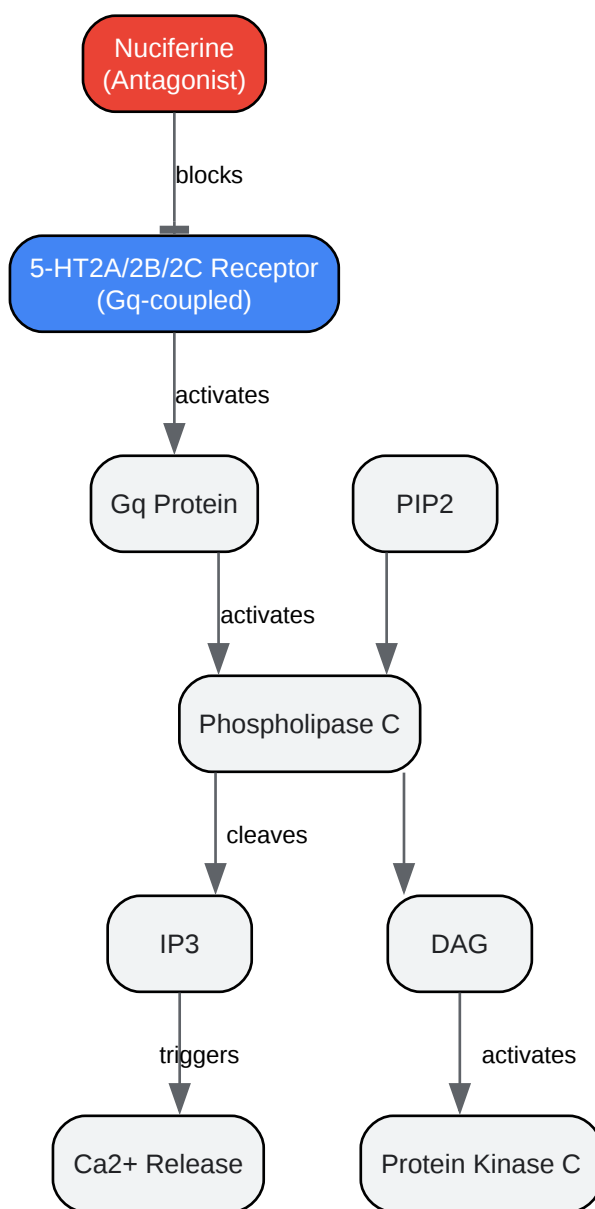 Nuciferine
(Antagonist)
blocks
5-HT2A/2B/2C Receptor
(Gq-coupled)
activates
Gq Protein
PIP2
activates
Phospholipase C
cleaves
IP3
DAG
triggers
activates
Ca2+ Release
Protein Kinase C